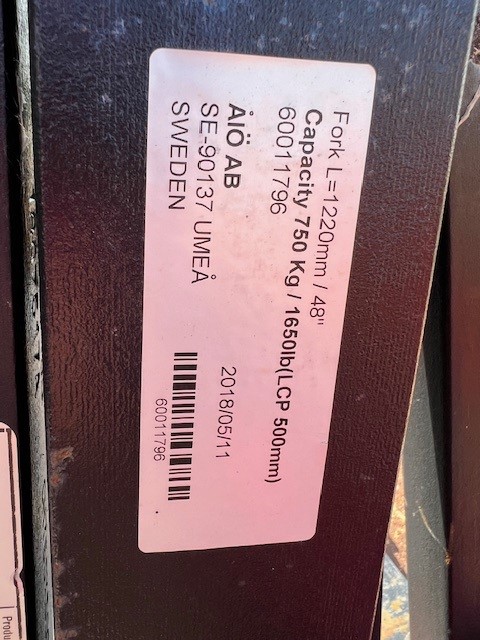 Fork L=1220mm / 48"
Capacity 750 Kg / 1650lb(LCP 500mm)
60011796
ÅlÖ AB
SE-90137 UMEÅ
SWEDEN
2018/05/11
60011796
Produ